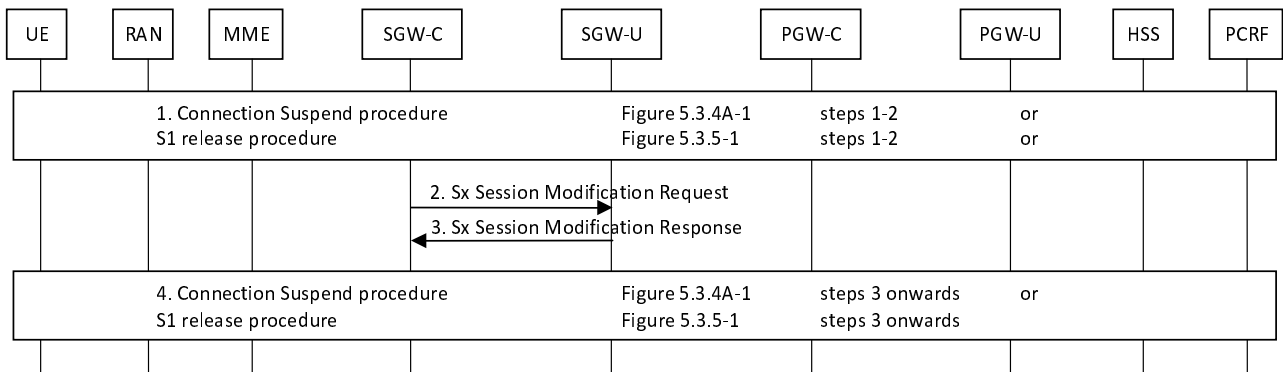 UE RAN MME SGW-C SGW-U PGW-C PGW-U HSS PCRF
1. Connection Suspend procedure Figure 5.3.4A-1 steps 1-2 or
S1 release procedure Figure 5.3.5-1 steps 1-2 or
2. Sx Session Modification Request
3. Sx Session Modification Response
4. Connection Suspend procedure Figure 5.3.4A-1 steps 3 onwards or
S1 release procedure Figure 5.3.5-1 steps 3 onwards